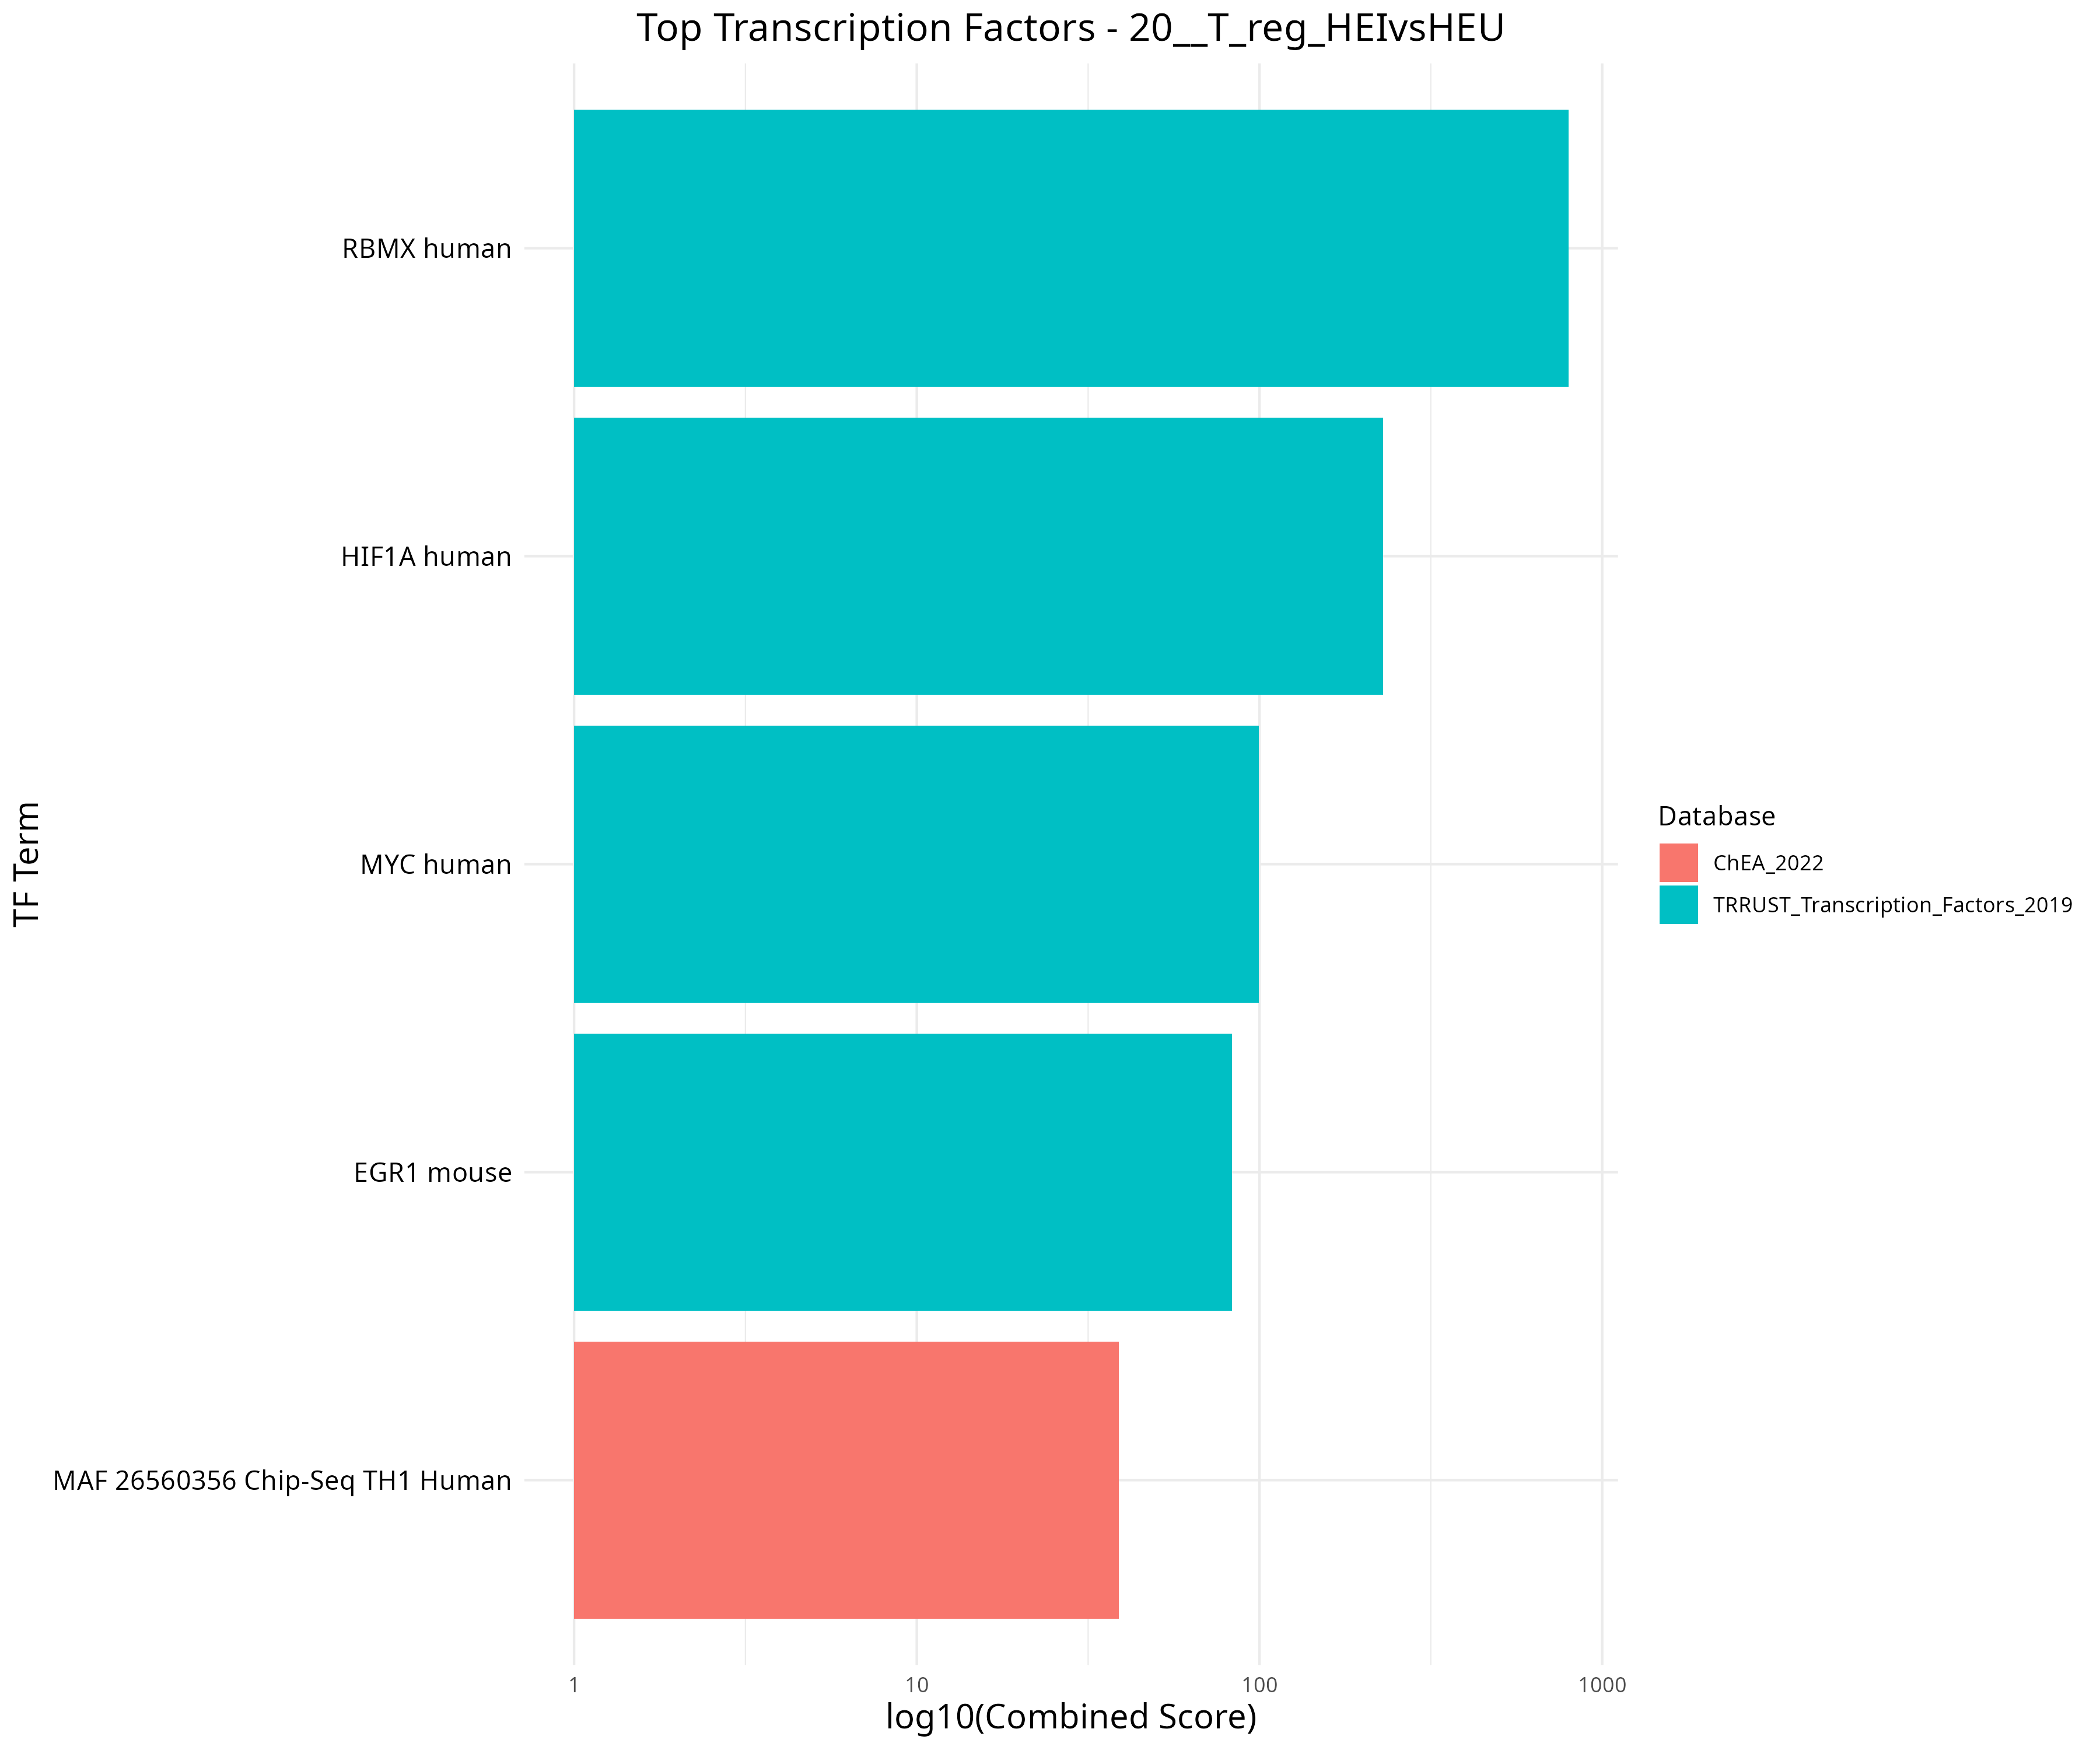 Top Transcription Factors - 20__T_reg_HEIvsHEU
TF Term
RBMX human
HIF1A human
MYC human
EGR1 mouse
MAF 26560356 Chip-Seq TH1 Human
1 10 100 1000
log10(Combined Score)
Database
ChEA_2022
TRRUST_Transcription_Factors_2019